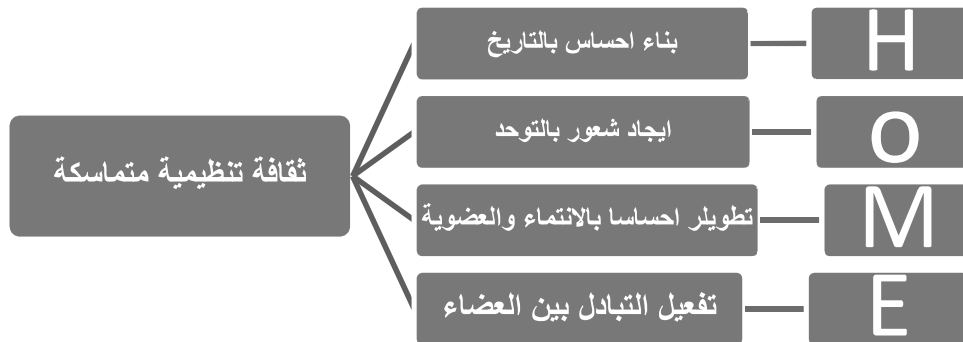 ثقافة تنظيمية متماسكة
بناء احساس بالتاريخ
H
ايجاد شعور بالتوحد
o
تطويلر احساسا بالانتماء والعضوية
M
تفعيل التبادل بين العضاء
E